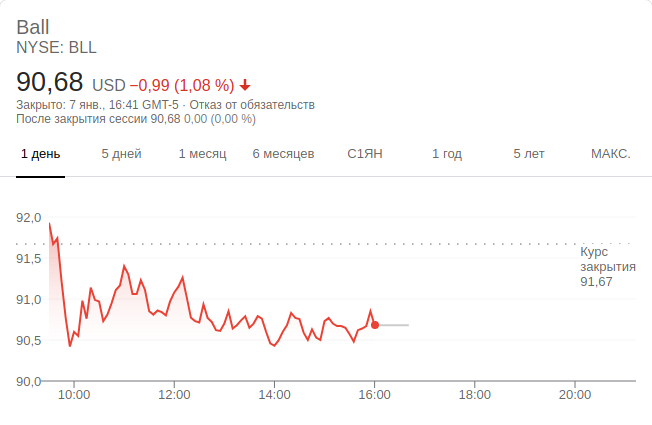 Ball
NYSE: BLL
90,68 USD −0,99 (1,08 %)
Закрыто: 7 янв., 16:41 GMT-5 · Отказ от обязательств
После закрытия сессии 90,68 0,00 (0,00 %)
1 день 5 дней 1 месяц 6 месяцев С1ЯН 1 год 5 лет МАКС.
92,0
91,5
91,0
90,5
90,0
Курс
закрытия
91,67
10:00 12:00 14:00 16:00 18:00 20:00